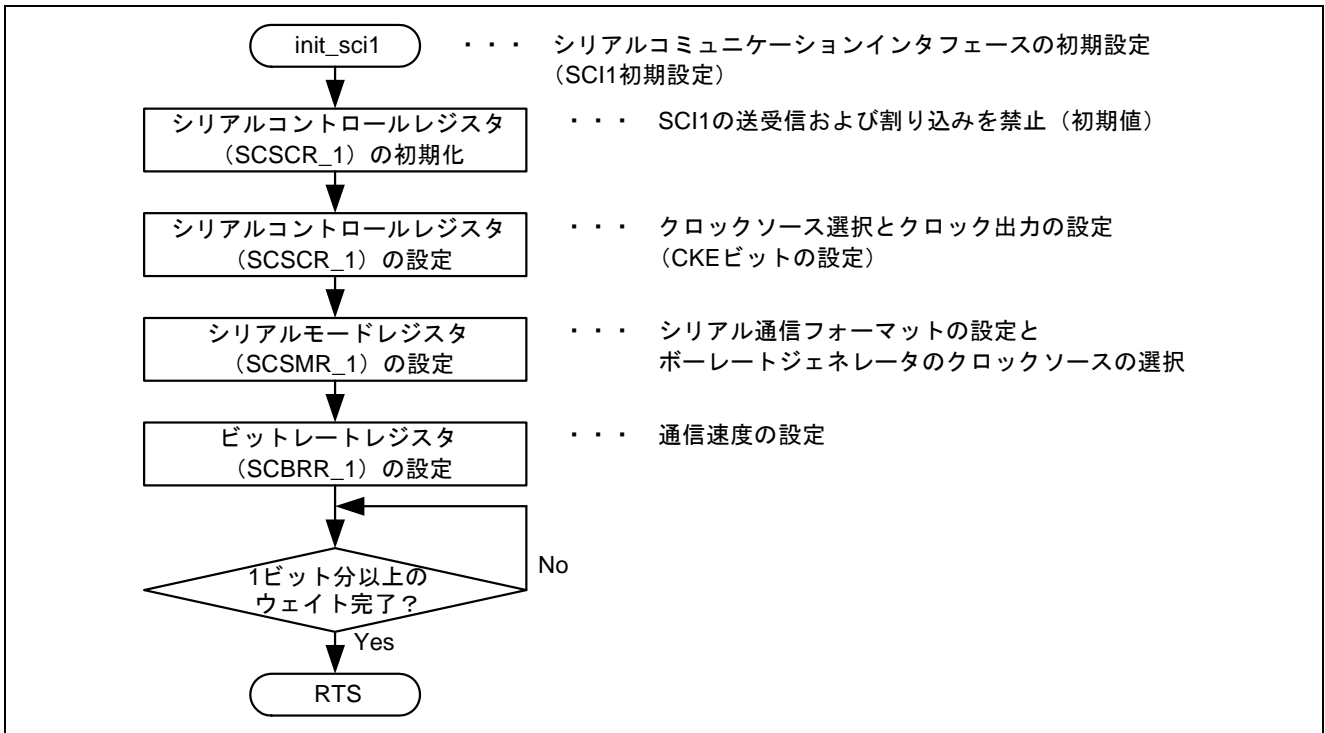 init_sci1 ・・・ シリアルコミュニケーションインタフェースの初期設定
（SCI1初期設定）
シリアルコントロールレジスタ ・・・ SCI1の送受信および割り込みを禁止（初期値）
（SCSCR_1）の初期化
シリアルコントロールレジスタ ・・・ クロックソース選択とクロック出力の設定
（SCSCR_1）の設定 （CKEビットの設定）
シリアルモードレジスタ ・・・ シリアル通信フォーマットの設定と
（SCSMR_1）の設定 ボーレートジェネレータのクロックソースの選択
ビットレートレジスタ ・・・ 通信速度の設定
（SCBRR_1）の設定
1ビット分以上の No
ウェイト完了？
Yes
RTS